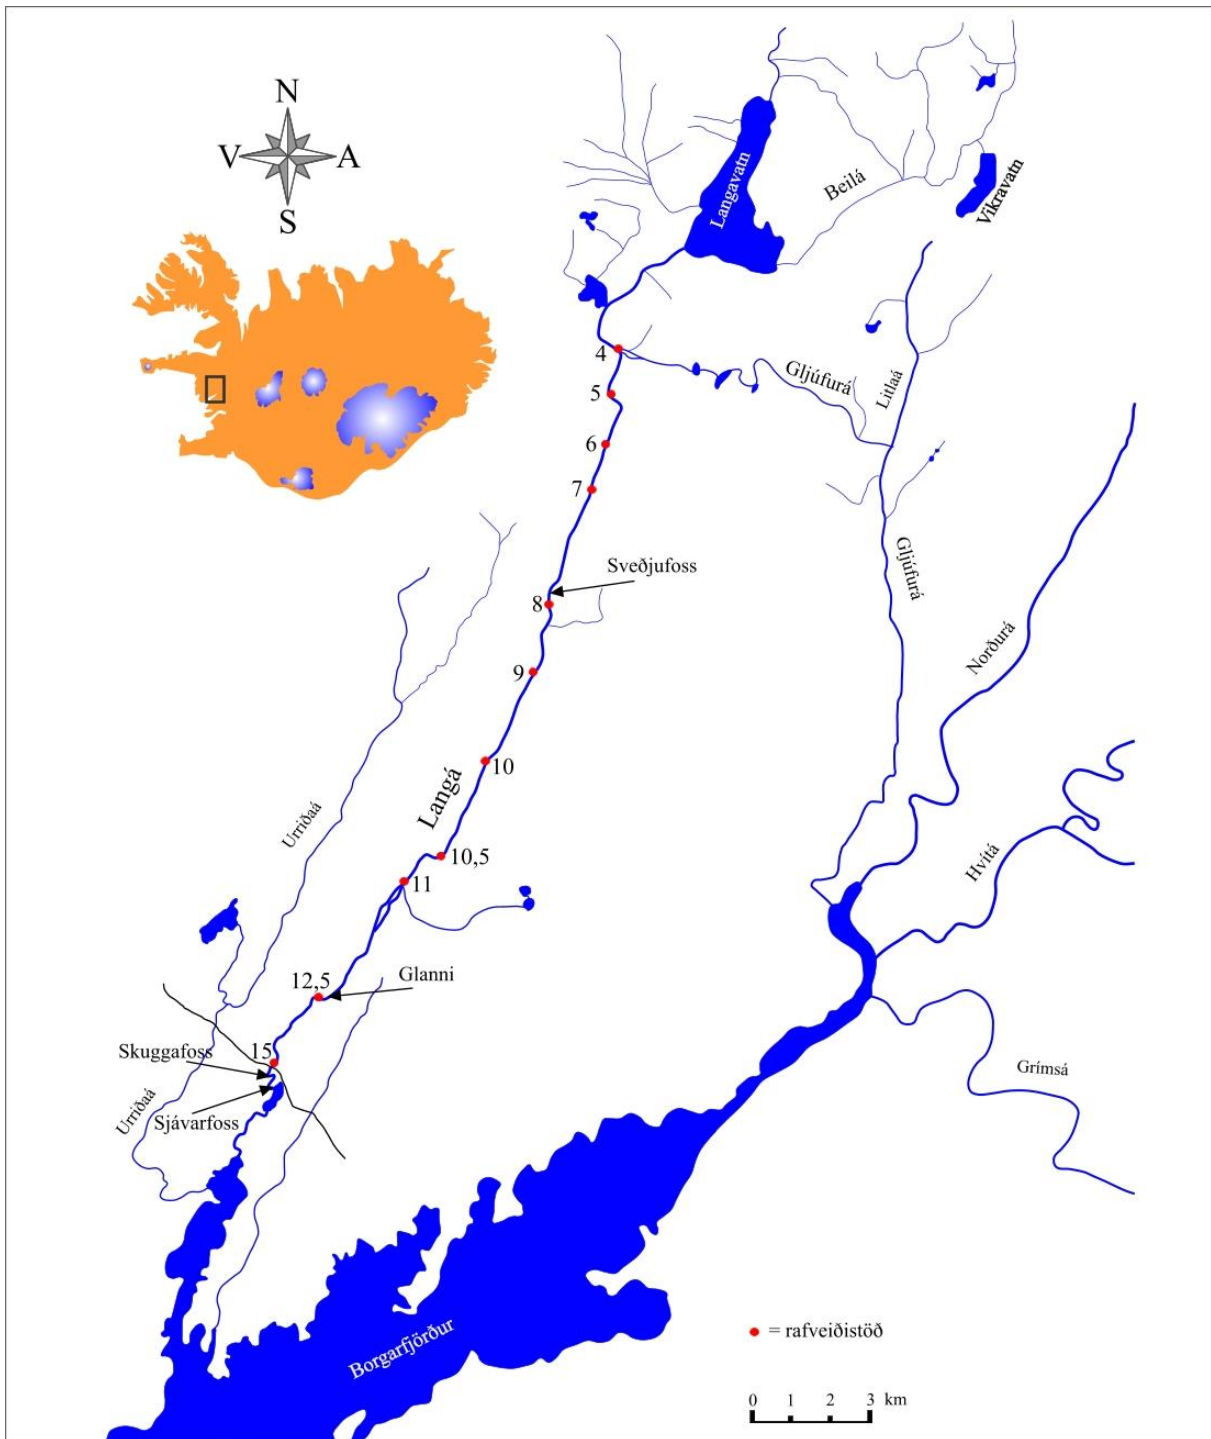 N
V
A
S
Langavatn
Beilá
Vikravatn
4
Gljúfurá
Litlaá
5
6
7
Gljúfurá
Sveðjufoss
8
Norðurá
9
10
Langá
Urriðaá
10,5
Hvítá
11
12,5
Glanni
15
Skuggafoss
Grímsá
Urriðaá
Sjávarfoss
Borgarfjörður
= rafveiðistöð
0 1 2 3 km